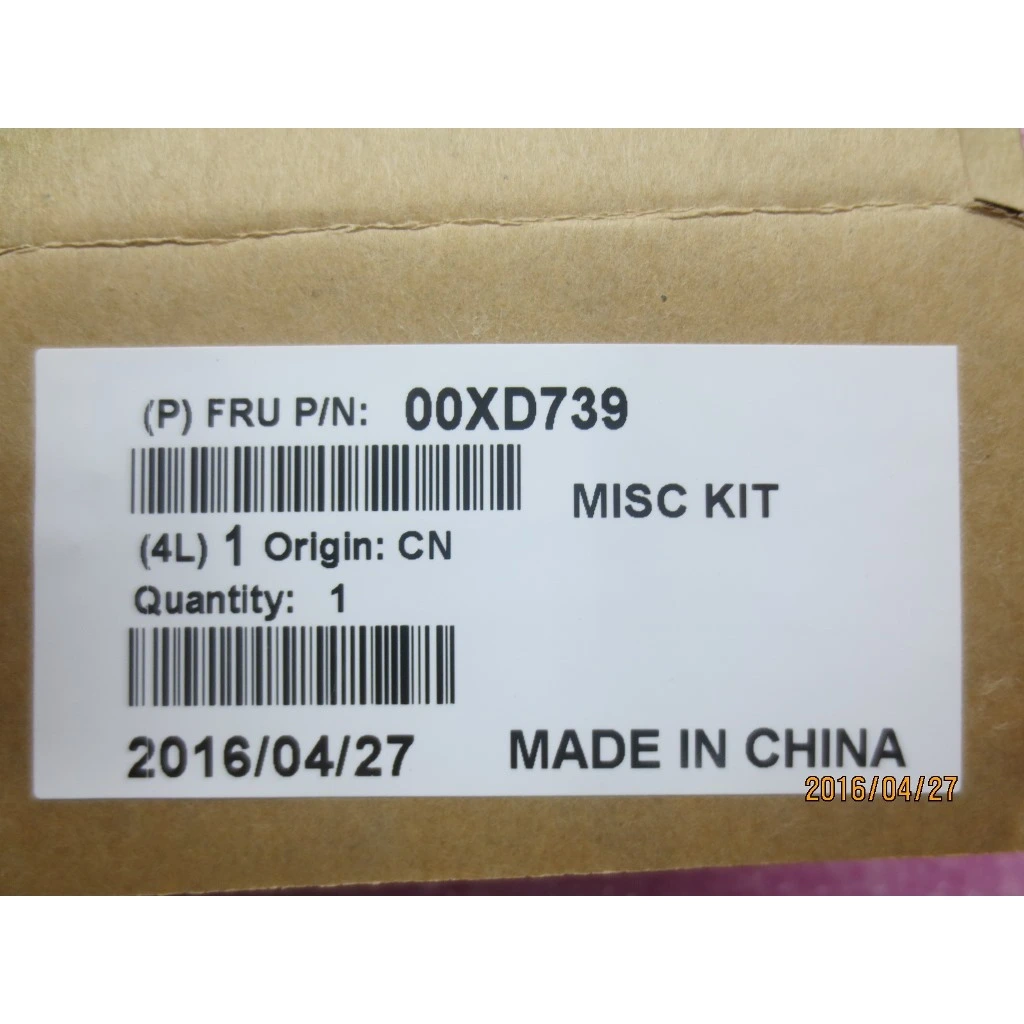 (P) FRU P/N: 00XD739
MISC KIT
(4L) 1 Origin: CN
Quantity: 1
2016/04/27
MADE IN CHINA
2016/04/27